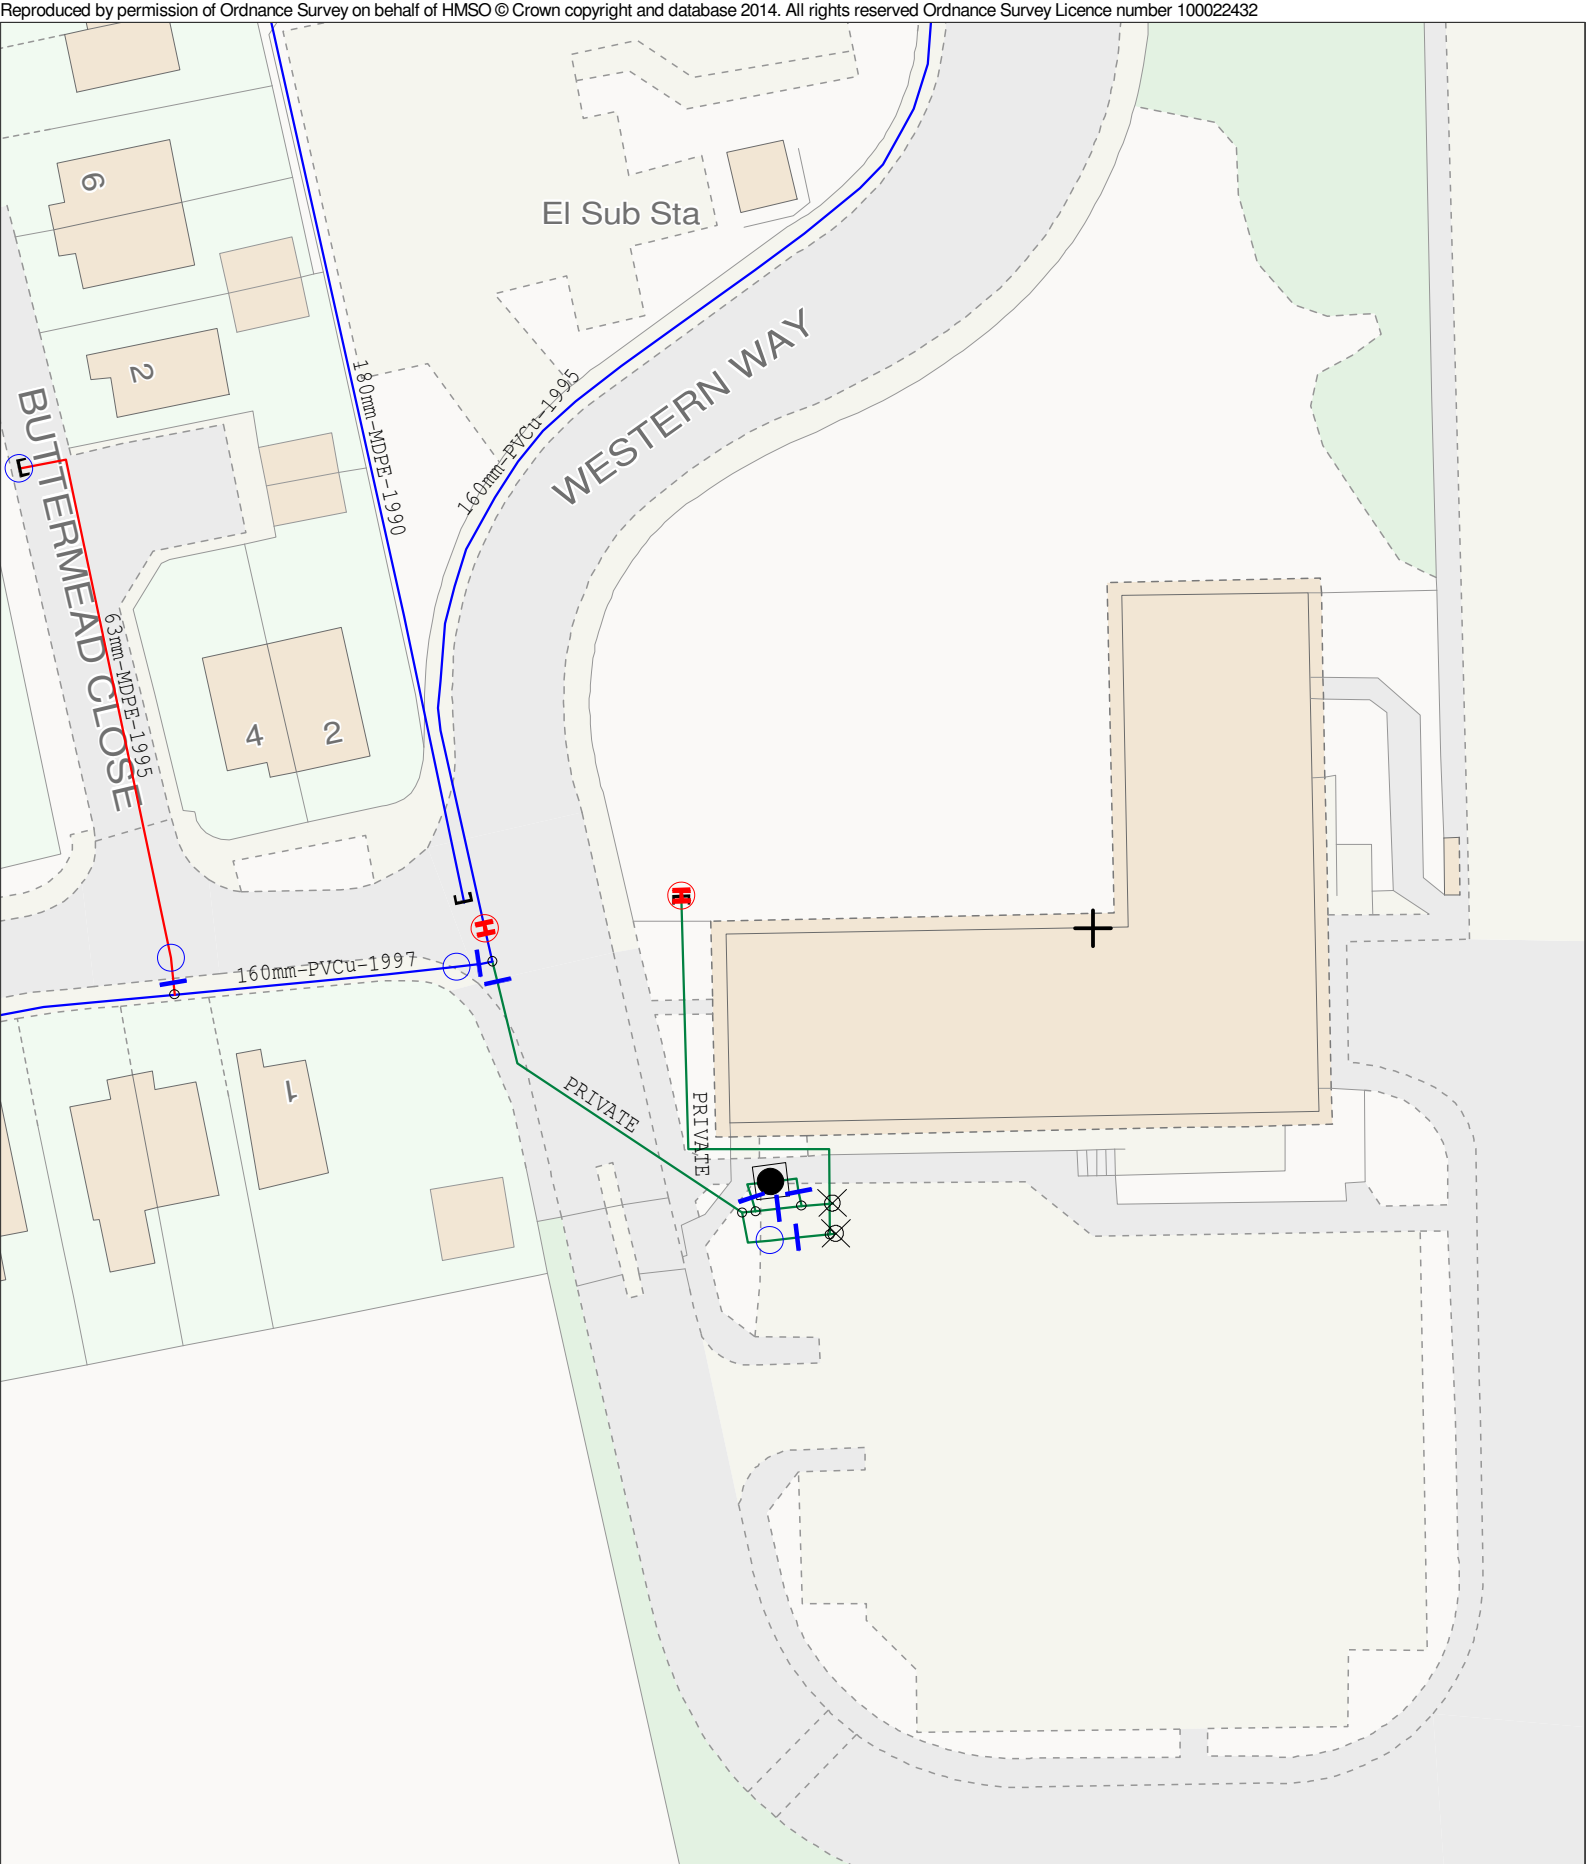 Reproduced by permission of Ordnance Survey on behalf of HMSO © Crown copyright and database 2014. All rights reserved Ordnance Survey Licence number 100022432
6
El Sub Sta
2
180mm-MDPE-1990
160mm-PVCu-1995
WESTERN WAY
BUTTERMEAD CLOSE
63mm-MDPE-1995
4
2
H
H
160mm-PVCu-1997
1
PRIVATE
PRIVATE